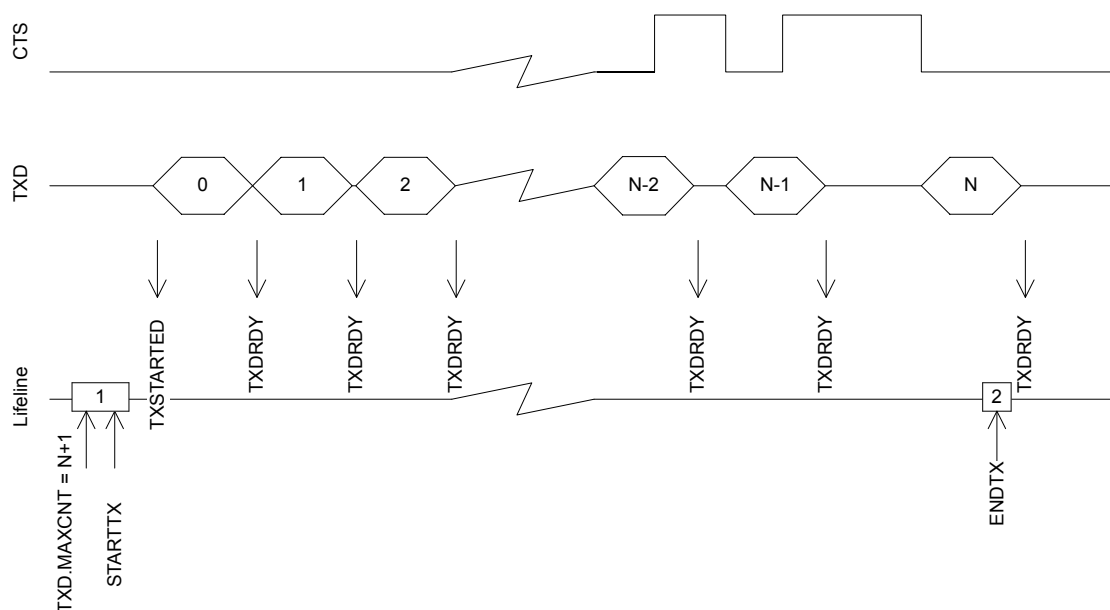 CTS
TXD
0
1
2
N-2
N-1
N
TXSTARTED
TXDRDY
TXDRDY
TXDRDY
TXDRDY
TXDRDY
TXDRDY
Lifeline
1
2
TXD.MAXCNT = N+1
STARTTX
ENDTX